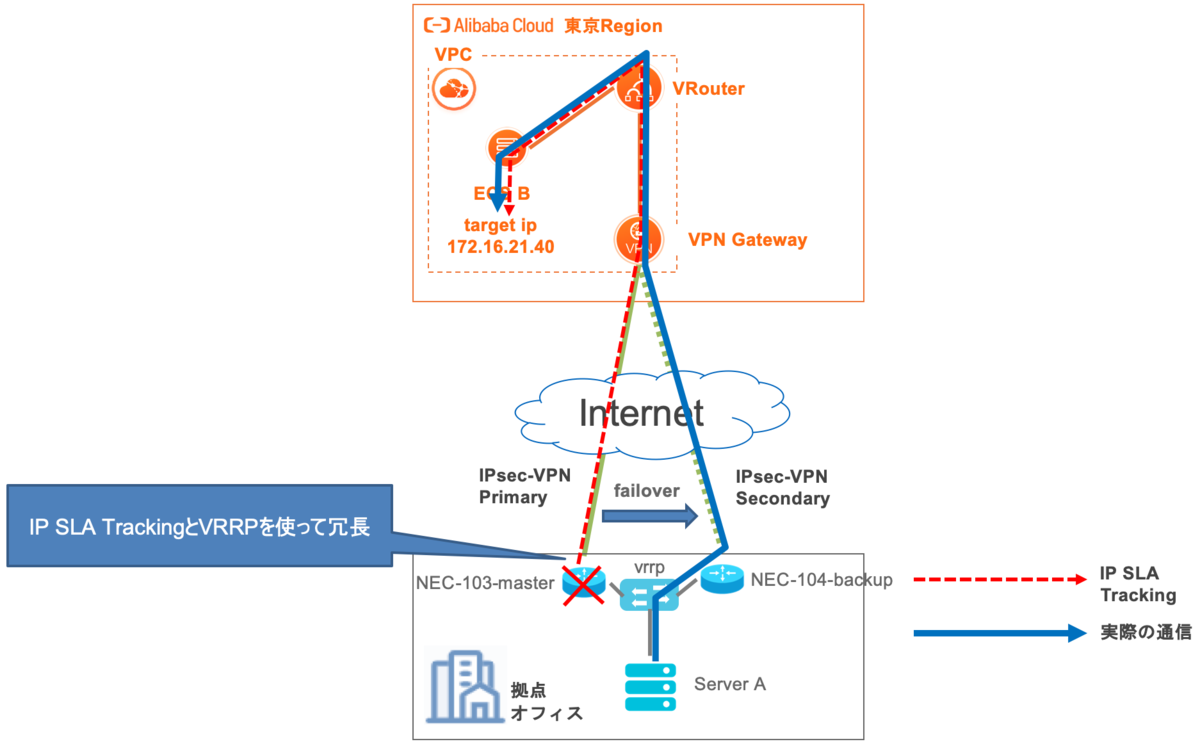 Alibaba Cloud 東京Region
VPC
VRouter
ECS B
target ip
172.16.21.40
VPN
VPN Gateway
Internet
IPsec-VPN
Primary
failover
IPsec-VPN
Secondary
IP SLA TrackingとVRRPを使って冗長
NEC-103-master
vrrp
NEC-104-backup
IP SLA
Tracking
実際の通信
Server A
拠点
オフィス